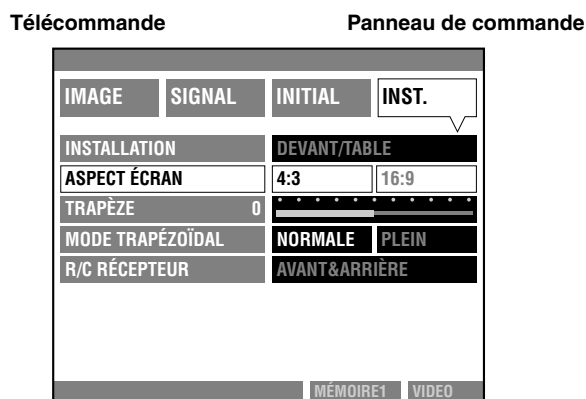 Télécommande Panneau de commande
IMAGE SIGNAL INITIAL INST.
INSTALLATION DEVANT/TABLE
ASPECT ÉCRAN 4:3 16:9
TRAPÈZE 0
MODE TRAPÉZOÏDAL NORMALE PLEIN
R/C RÉCEPTEUR AVANT&ARRIÈRE
MÉMOIRE1 VIDEO